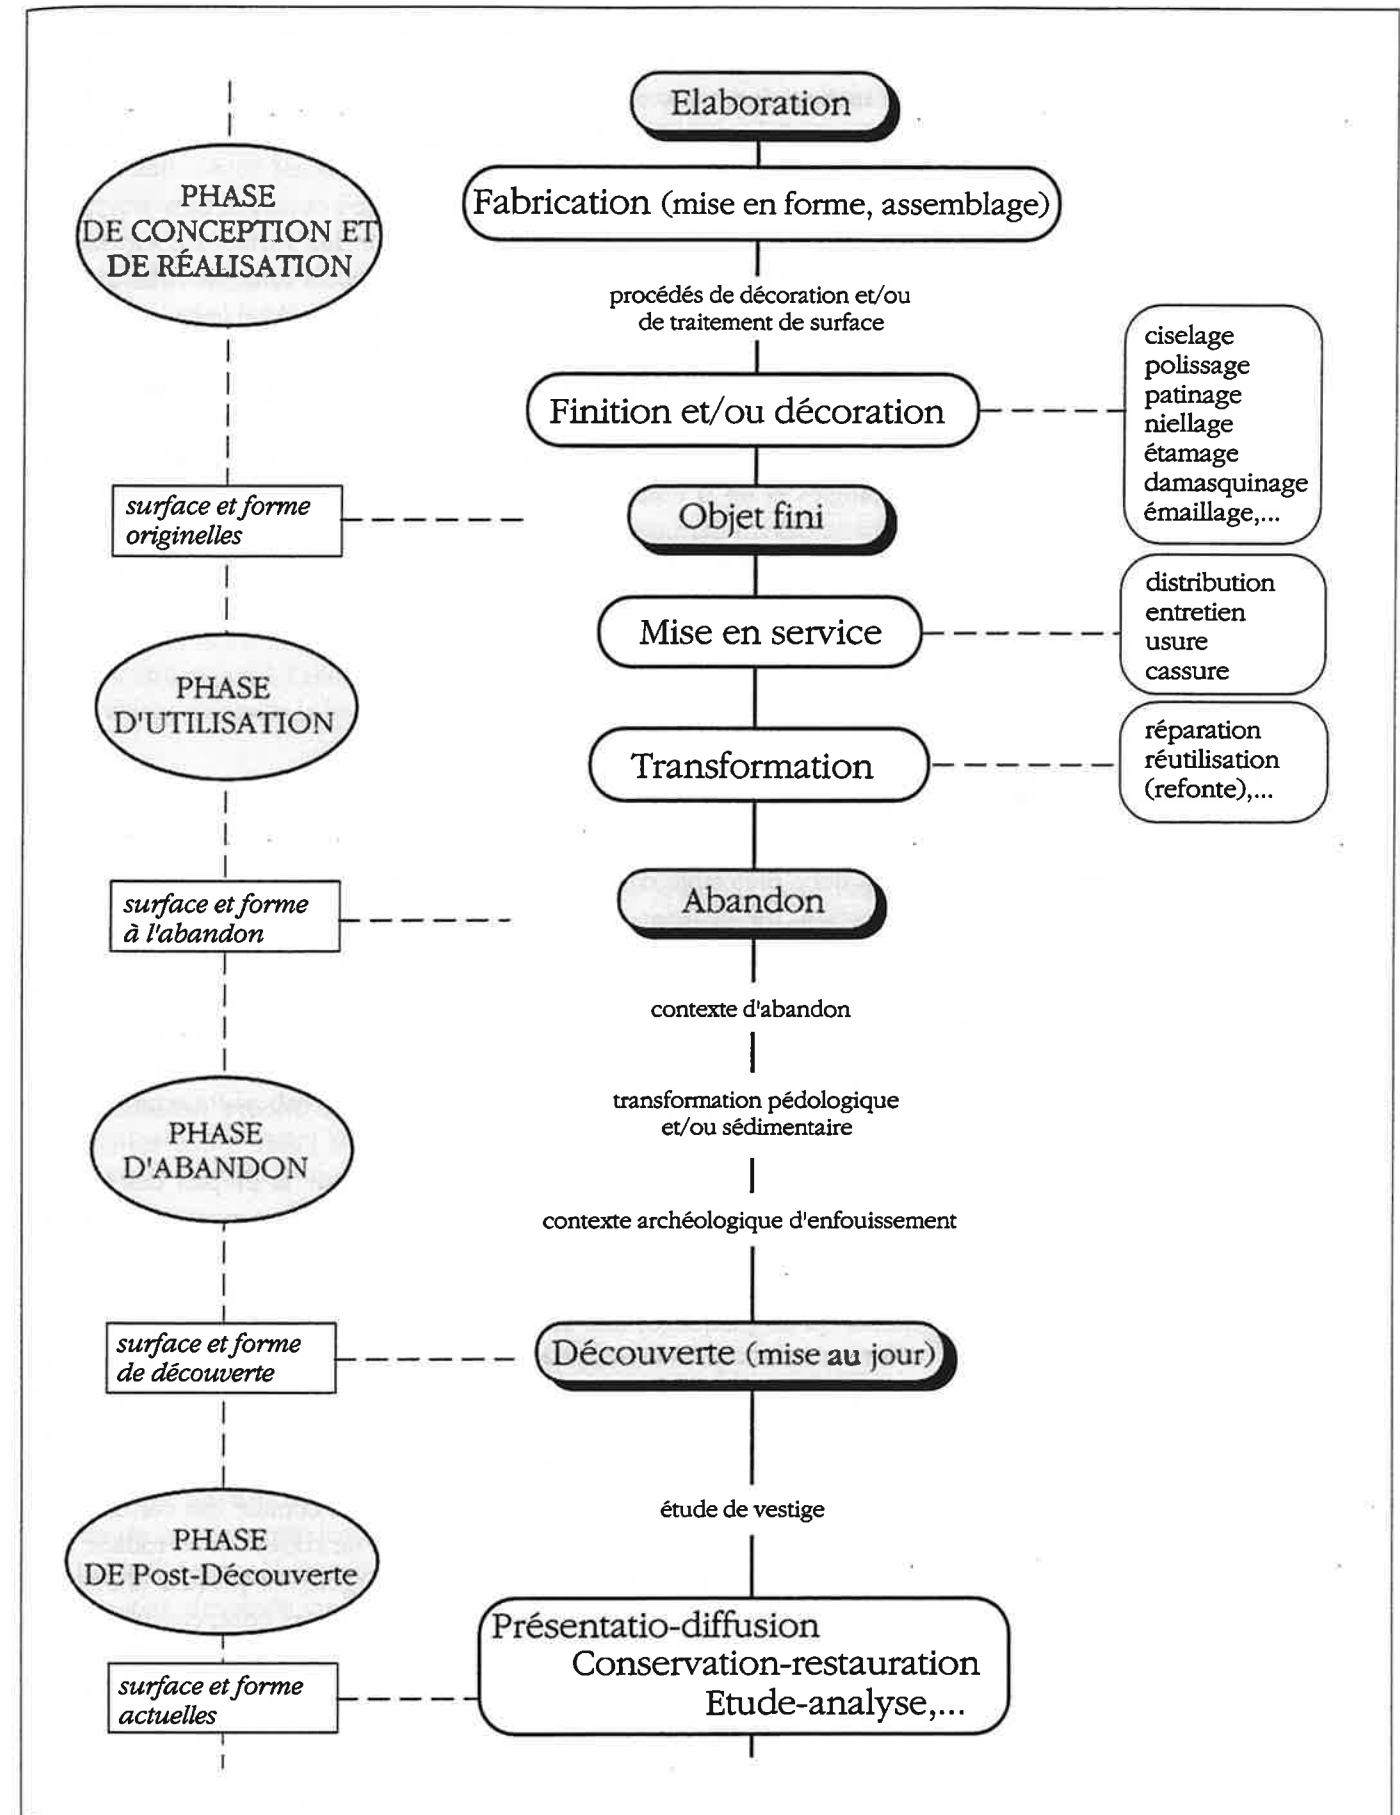 Elaboration
PHASE
DE CONCEPTION ET
DE RÉALISATION
Fabrication (mise en forme, assemblage)
procédés de décoration et/ou
de traitement de surface
Finition et/ou décoration
ciselage
polissage
patinage
niellage
étamage
damasquinage
émaillage,...
surface et forme
originelles
Objet fini
Mise en service
distribution
entretien
usure
cassure
PHASE
D'UTILISATION
Transformation
réparation
réutilisation
(refonte),...
surface et forme
à l'abandon
Abandon
contexte d'abandon
transformation pédologique
et/ou sédimentaire
PHASE
D'ABANDON
contexte archéologique d'enfouissement
surface et forme
de découverte
Découverte (mise au jour)
étude de vestige
PHASE
DE Post-Découverte
Présentatio-diffusion
Conservation-restauration
Etude-analyse,...
surface et forme
actuelles